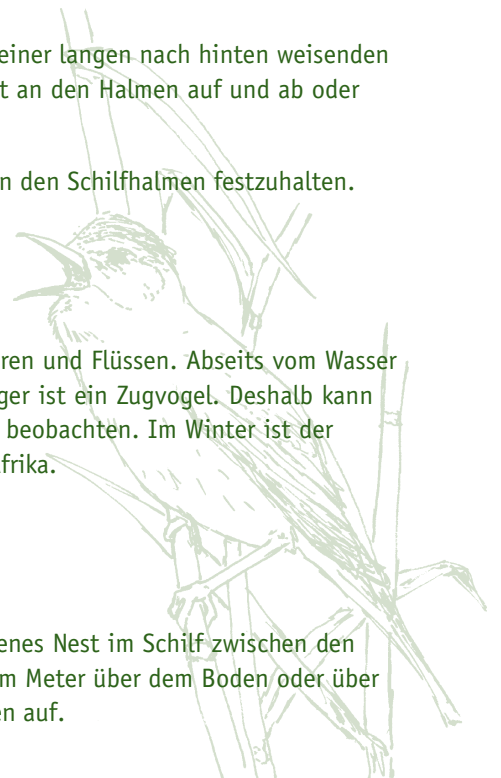 einer langen nach hinten weisenden
t an den Halmen auf und ab oder
n den Schilfhalmen festzuhalten.
ren und Flüssen. Abseits vom Wasser
ger ist ein Zugvogel. Deshalb kann
beobachten. Im Winter ist der
frika.
enes Nest im Schilf zwischen den
m Meter über dem Boden oder über
en auf.